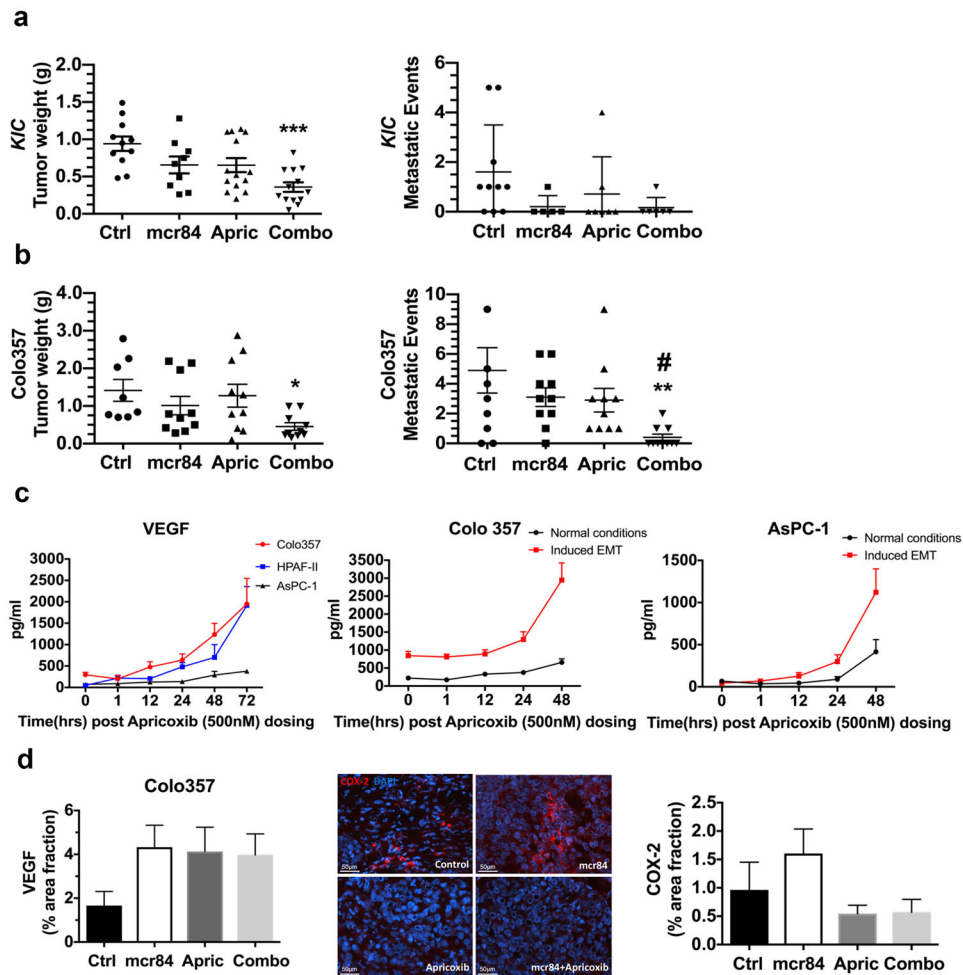 a
KIC
Tumor weight (g)
2.0
1.5
1.0
0.5
0.0
***
Ctrl mcr84 Apric Combo
KIC
Metastatic Events
6
4
2
0
Ctrl mcr84 Apric Combo
b
Colo357
Tumor weight (g)
4.0
3.0
2.0
1.0
0.0
*
Ctrl mcr84 Apric Combo
Colo357
Metastatic Events
10
8
6
4
2
0
#
**
Ctrl mcr84 Apric Combo
c
VEGF
Colo357
HPAF-II
AsPC-1
pg/ml
3000
2500
2000
1500
1000
500
0
0 1 12 24 48 72
Time(hrs) post Apricoxib (500nM) dosing
Colo 357
Normal conditions
Induced EMT
pg/ml
3500
3000
2500
2000
1500
1000
500
0
0 1 12 24 48
Time(hrs) post Apricoxib (500nM) dosing
AsPC-1
Normal conditions
Induced EMT
pg/ml
1500
1000
500
0
0 1 12 24 48
Time(hrs) post Apricoxib (500nM) dosing
d
Colo357
VEGF
(% area fraction)
6
4
2
0
Ctrl mcr84 Apric Combo
COX-2 DAPI
50μm Control
50μm mcr84
50μm Apricoxib
50μm mcr84+Apricoxib
COX-2
(% area fraction)
2.5
2.0
1.5
1.0
0.5
0.0
Ctrl mcr84 Apric Combo